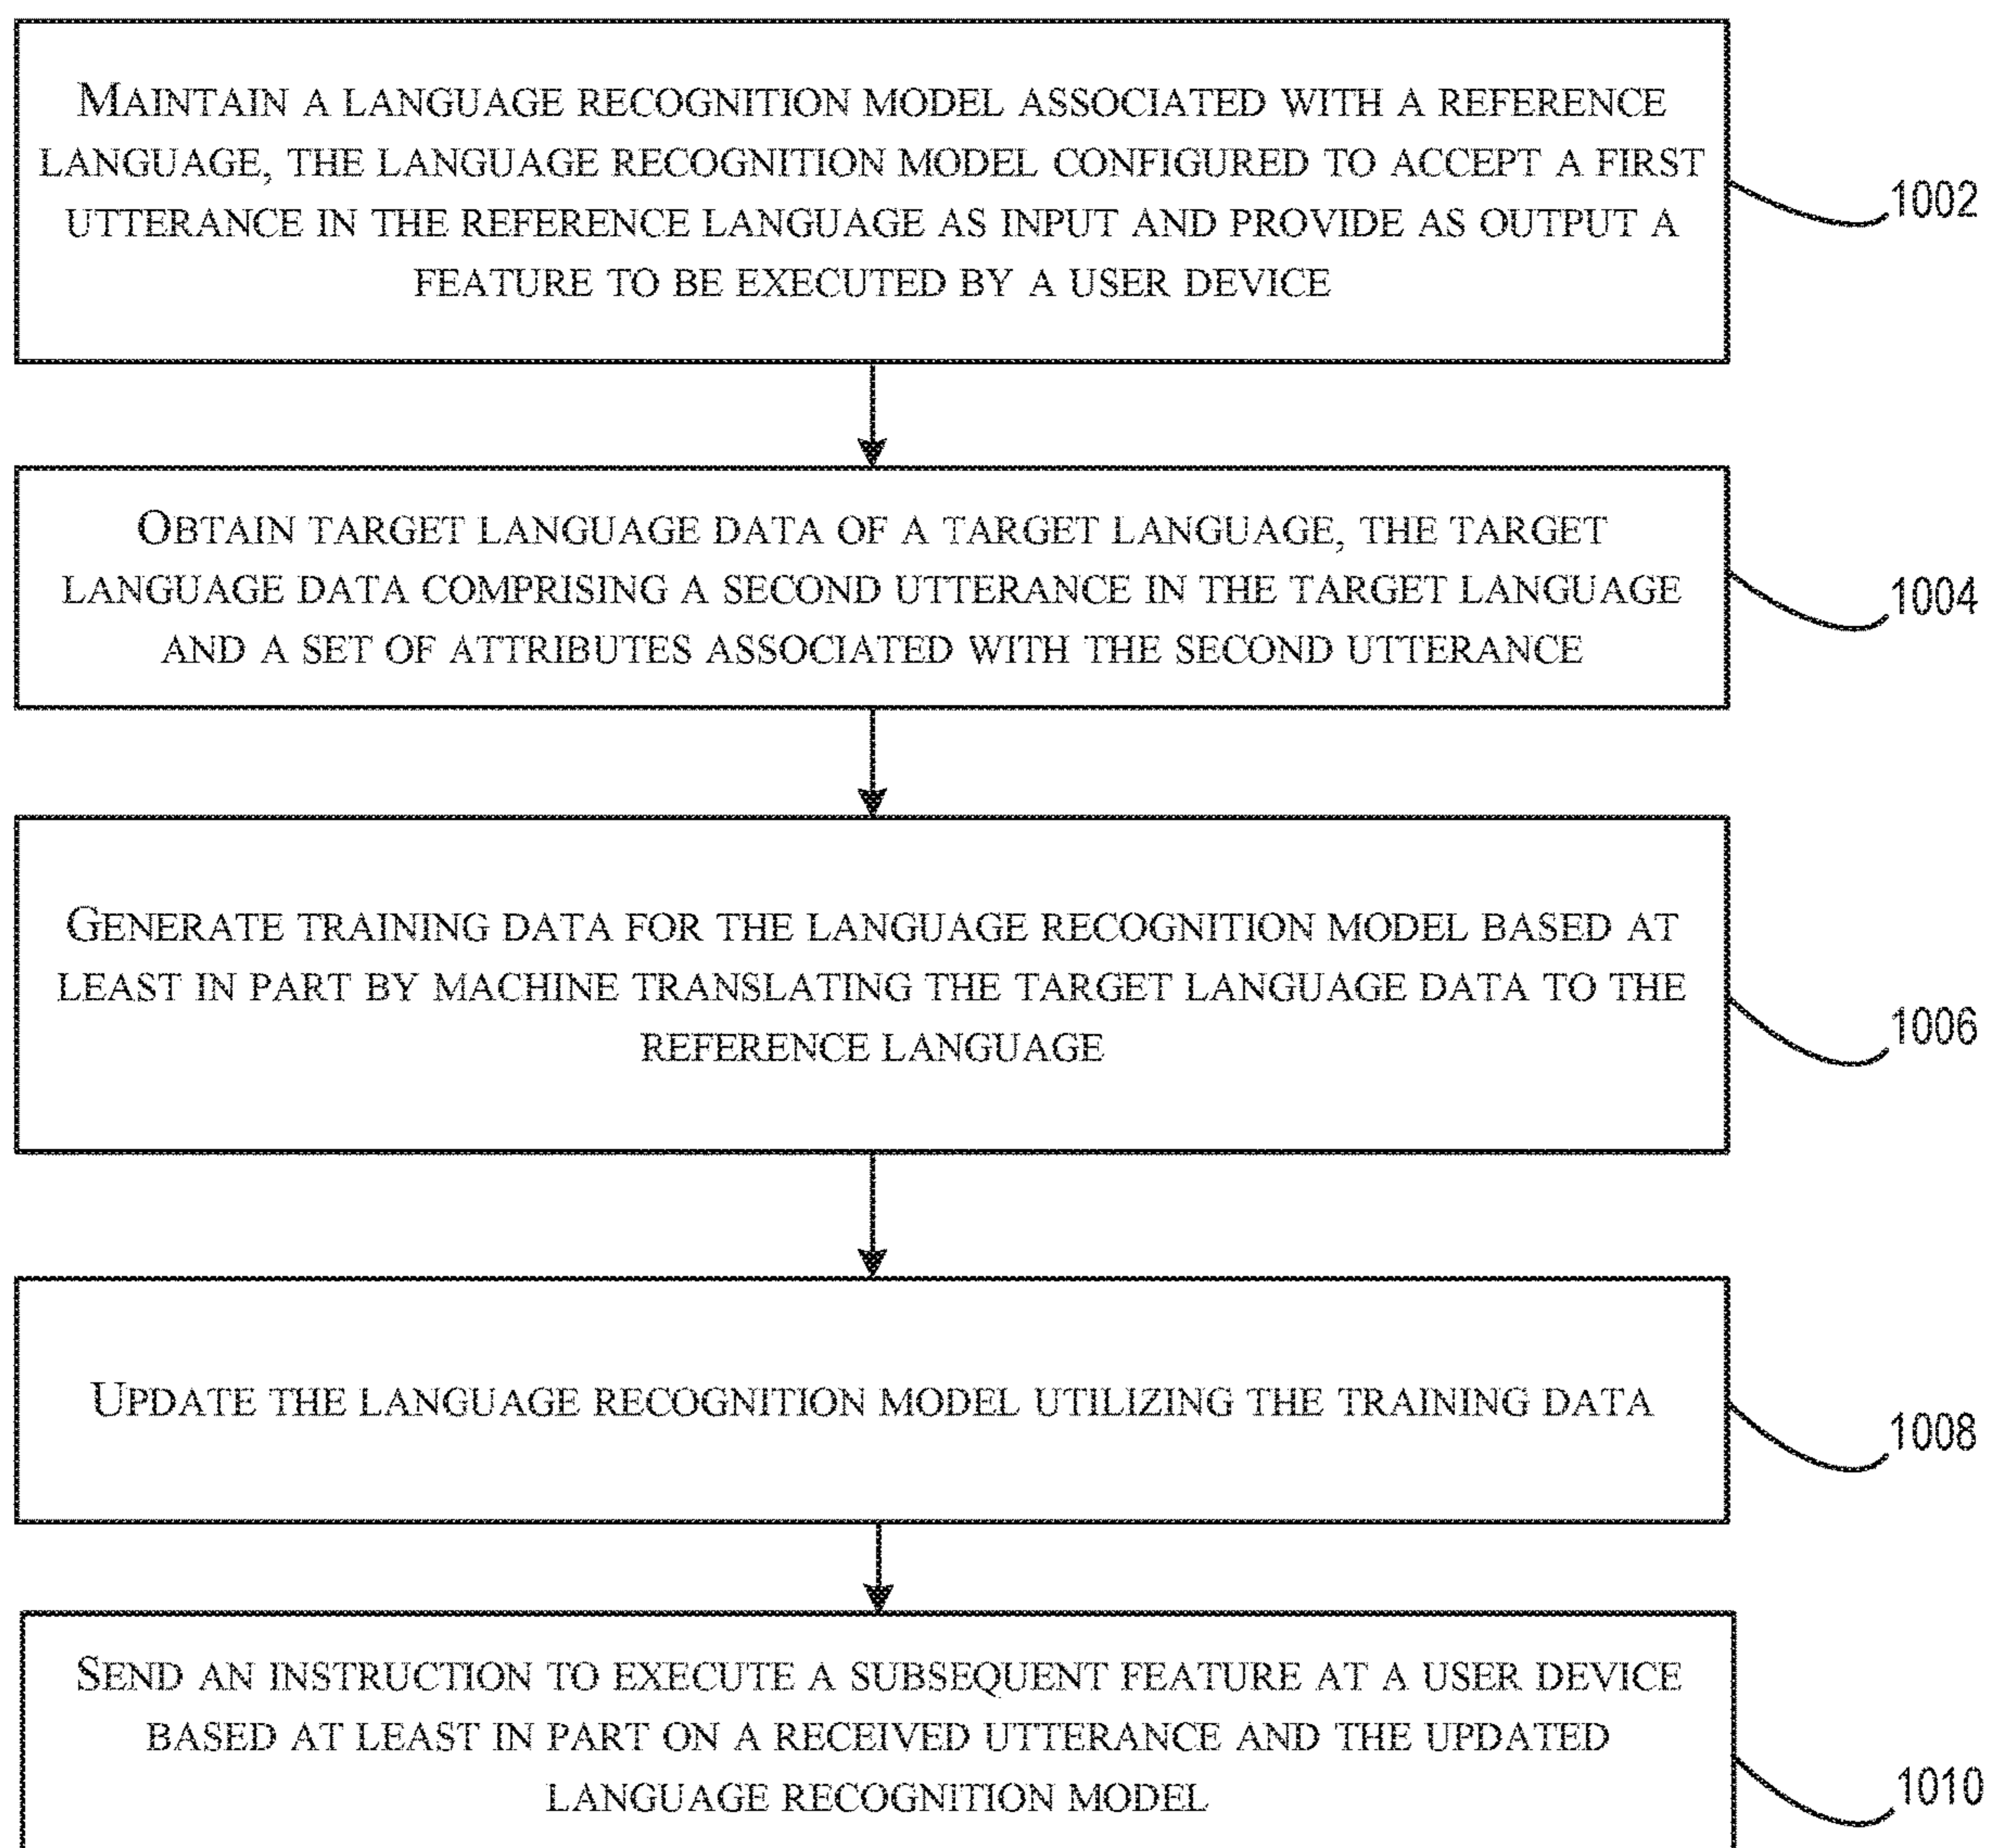 MAINTAIN A LANGUAGE RECOGNITION MODEL ASSOCIATED WITH A REFERENCE
LANGUAGE, THE LANGUAGE RECOGNITION MODEL CONFIGURED TO ACCEPT A FIRST
UTTERANCE IN THE REFERENCE LANGUAGE AS INPUT AND PROVIDE AS OUTPUT A
FEATURE TO BE EXECUTED BY A USER DEVICE
1002
OBTAIN TARGET LANGUAGE DATA OF A TARGET LANGUAGE, THE TARGET
LANGUAGE DATA COMPRISING A SECOND UTTERANCE IN THE TARGET LANGUAGE
AND A SET OF ATTRIBUTES ASSOCIATED WITH THE SECOND UTTERANCE
1004
GENERATE TRAINING DATA FOR THE LANGUAGE RECOGNITION MODEL BASED AT
LEAST IN PART BY MACHINE TRANSLATING THE TARGET LANGUAGE DATA TO THE
REFERENCE LANGUAGE
1006
UPDATE THE LANGUAGE RECOGNITION MODEL UTILIZING THE TRAINING DATA
1008
SEND AN INSTRUCTION TO EXECUTE A SUBSEQUENT FEATURE AT A USER DEVICE
BASED AT LEAST IN PART ON A RECEIVED UTTERANCE AND THE UPDATED
LANGUAGE RECOGNITION MODEL
1010